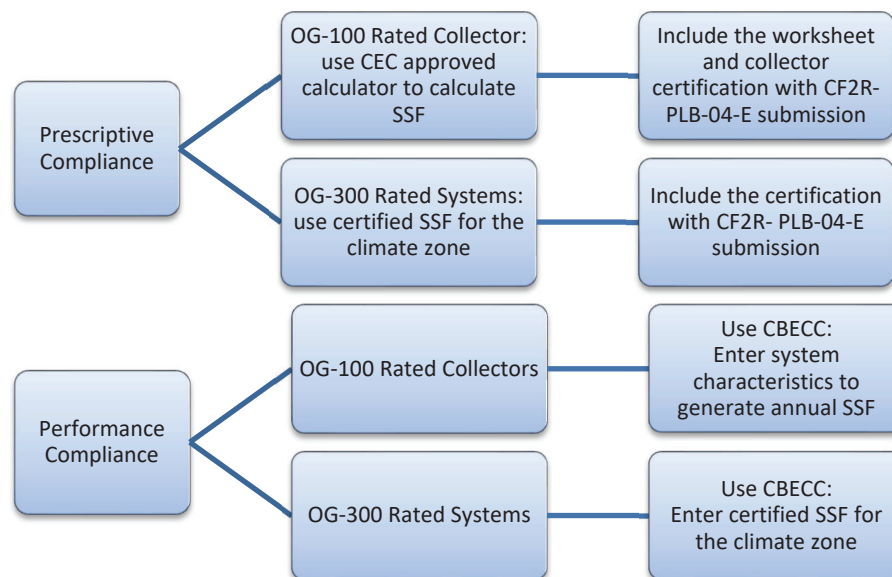 Prescriptive
Compliance
OG-100 Rated Collector:
use CEC approved
calculator to calculate
SSF
Include the worksheet
and collector
certification with CF2R-
PLB-04-E submission
OG-300 Rated Systems:
use certified SSF for the
climate zone
Include the certification
with CF2R- PLB-04-E
submission
Performance
Compliance
OG-100 Rated Collectors
Use CBECC:
Enter system
characteristics to
generate annual SSF
OG-300 Rated Systems
Use CBECC:
Enter certified SSF for
the climate zone